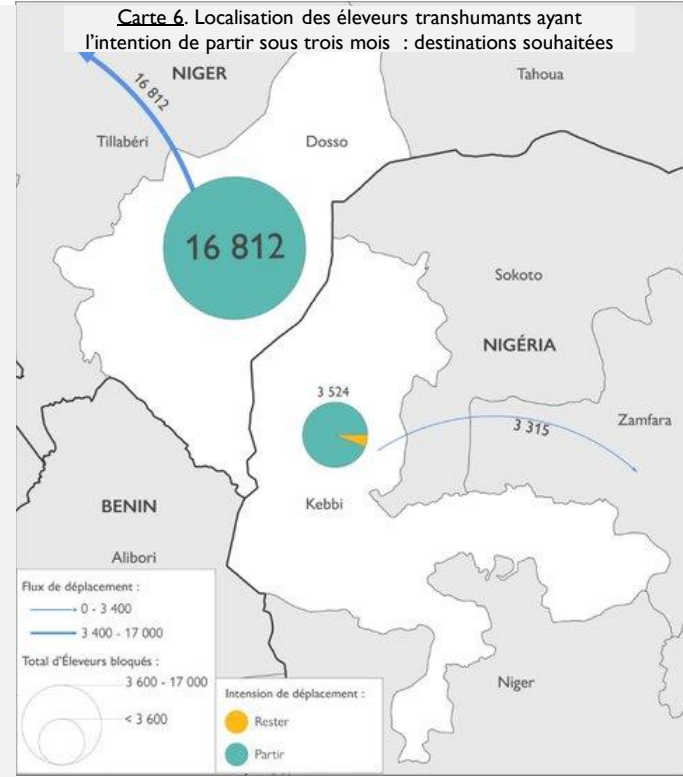 Carte 6. Localisation des éleveurs transhumants ayant
l'intention de partir sous trois mois : destinations souhaitées
NIGER
Tahoua
16 812
Tillabéri
Dosso
16 812
Sokoto
NIGÉRIA
3 524
Zamfara
3 315
Kebbi
BENIN
Alibori
Flux de déplacement :
0 - 3 400
3 400 - 17 000
Total d'Éleveurs bloqués :
3 600 - 17 000
< 3 600
Intension de déplacement :
Rester
Partir
Niger